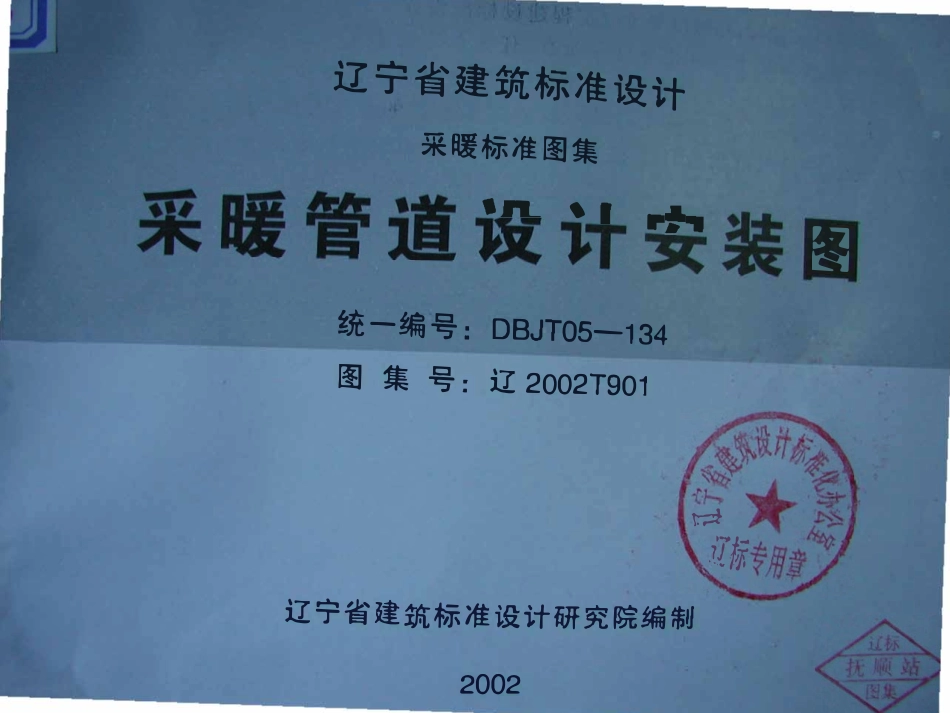 辽宁省建筑标准设计
采暖标准图集
采暖管道设计安装图
统一编号：DBJT05—134
图 集 号：辽 2002T901
辽宁省建筑设计标准化办公室
辽标专用章
辽宁省建筑标准设计研究院编制
2002
辽标
抚顺站
图集